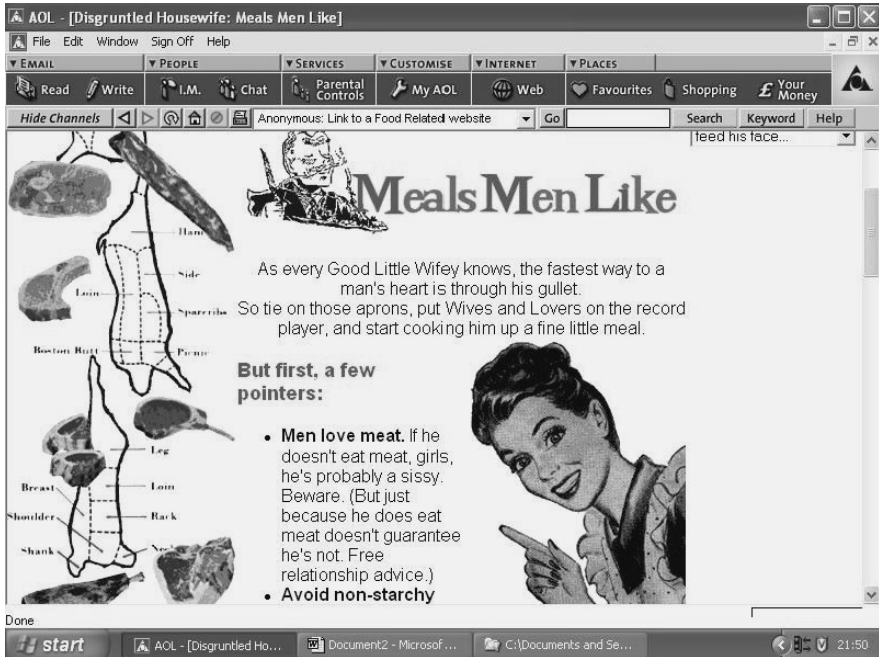 AOL - [Disgruntled Housewife: Meals Men Like]
File Edit Window Sign Off Help
EMAIL PEOPLE SERVICES CUSTOMISE INTERNET PLACES
Read Write I.M. Chat Parental Controls My AOL Web Favourites Shopping £ Your Money
Hide Channels Anonymous: Link to a Food Related website Go Search Keyword Help
feed his face...
Meals Men Like
Ham
Side
Loin
Spareribs
Boston Butt Picnic
As every Good Little Wifey knows, the fastest way to a
man's heart is through his gullet.
So tie on those aprons, put Wives and Lovers on the record
player, and start cooking him up a fine little meal.
But first, a few
pointers:
• Men love meat. If he
doesn't eat meat, girls,
he's probably a sissy.
Beware. (But just
because he does eat
meat doesn't guarantee
he's not. Free
relationship advice.)
• Avoid non-starchy
Leg
Breast Loin
Shoulder Rack
Shank
Done
start AOL - [Disgruntled Ho... Document2 - Microsof... C:\Documents and Se... 21:50